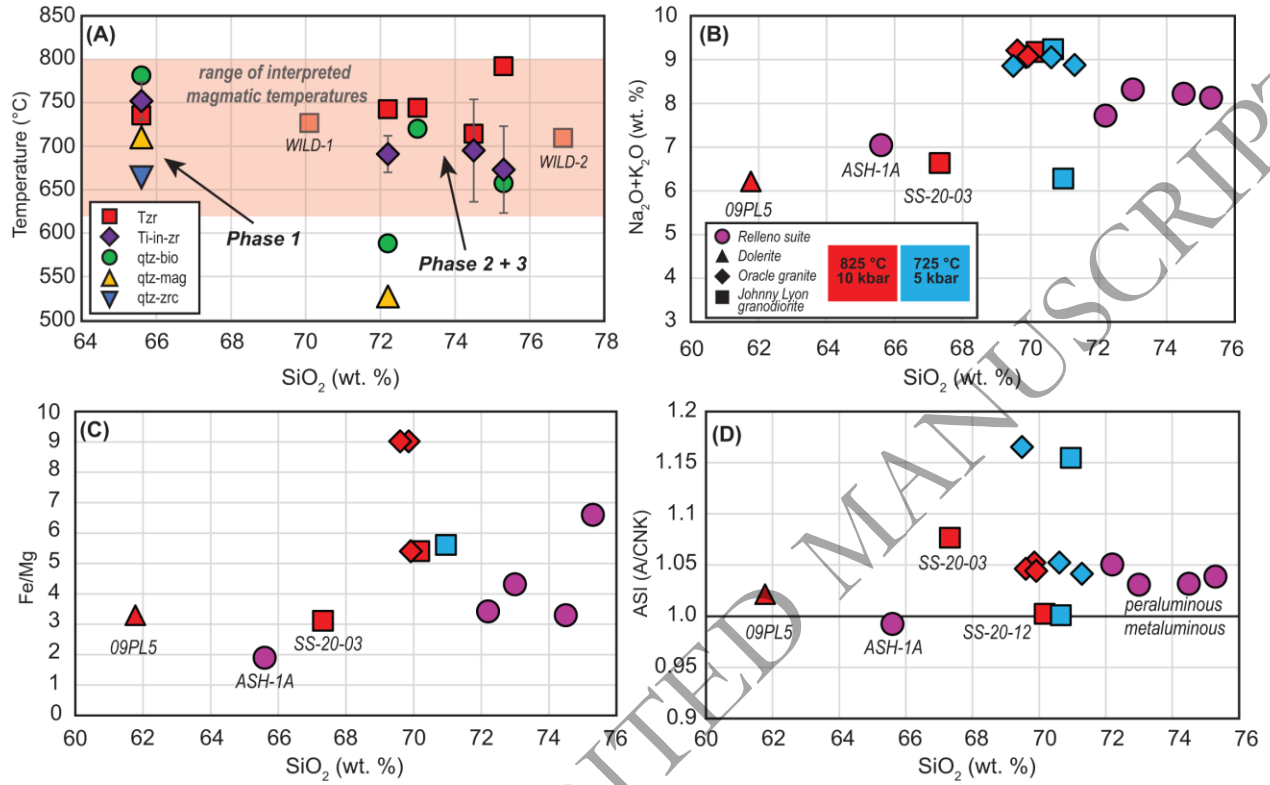 (A)
850
800
750
700
650
600
550
500
Temperature (°C)
range of interpreted
magmatic temperatures
WILD-1
WILD-2
Phase 1
Phase 2 + 3
Tzr
Ti-in-zr
qtz-bio
qtz-mag
qtz-zrc
64 66 68 70 72 74 76 78
SiO₂ (wt. %)
(B)
10
9
8
7
6
5
4
3
Na₂O+K₂O (wt. %)
ASH-1A
SS-20-03
09PL5
Relleno suite
Dolerite
Oracle granite
Johnny Lyon
granodiorite
825 °C
10 kbar
725 °C
5 kbar
60 62 64 66 68 70 72 74 76
SiO₂ (wt. %)
(C)
10
9
8
7
6
5
4
3
2
1
0
Fe/Mg
09PL5
SS-20-03
ASH-1A
60 62 64 66 68 70 72 74 76
SiO₂ (wt. %)
(D)
1.2
1.15
1.10
1.05
1.0
0.95
0.9
ASI (A/CNK)
SS-20-03
09PL5
ASH-1A
SS-20-12
peraluminous
metaluminous
60 62 64 66 68 70 72 74 76
SiO₂ (wt. %)
MANUSCRIPT